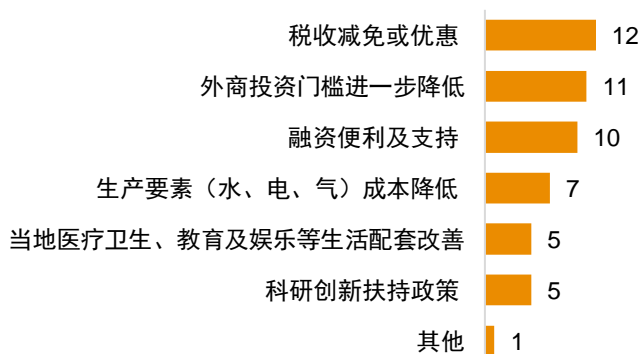 税收减免或优惠 12
外商投资门槛进一步降低 11
融资便利及支持 10
生产要素（水、电、气）成本降低 7
当地医疗卫生、教育及娱乐等生活配套改善 5
科研创新扶持政策 5
其他 1